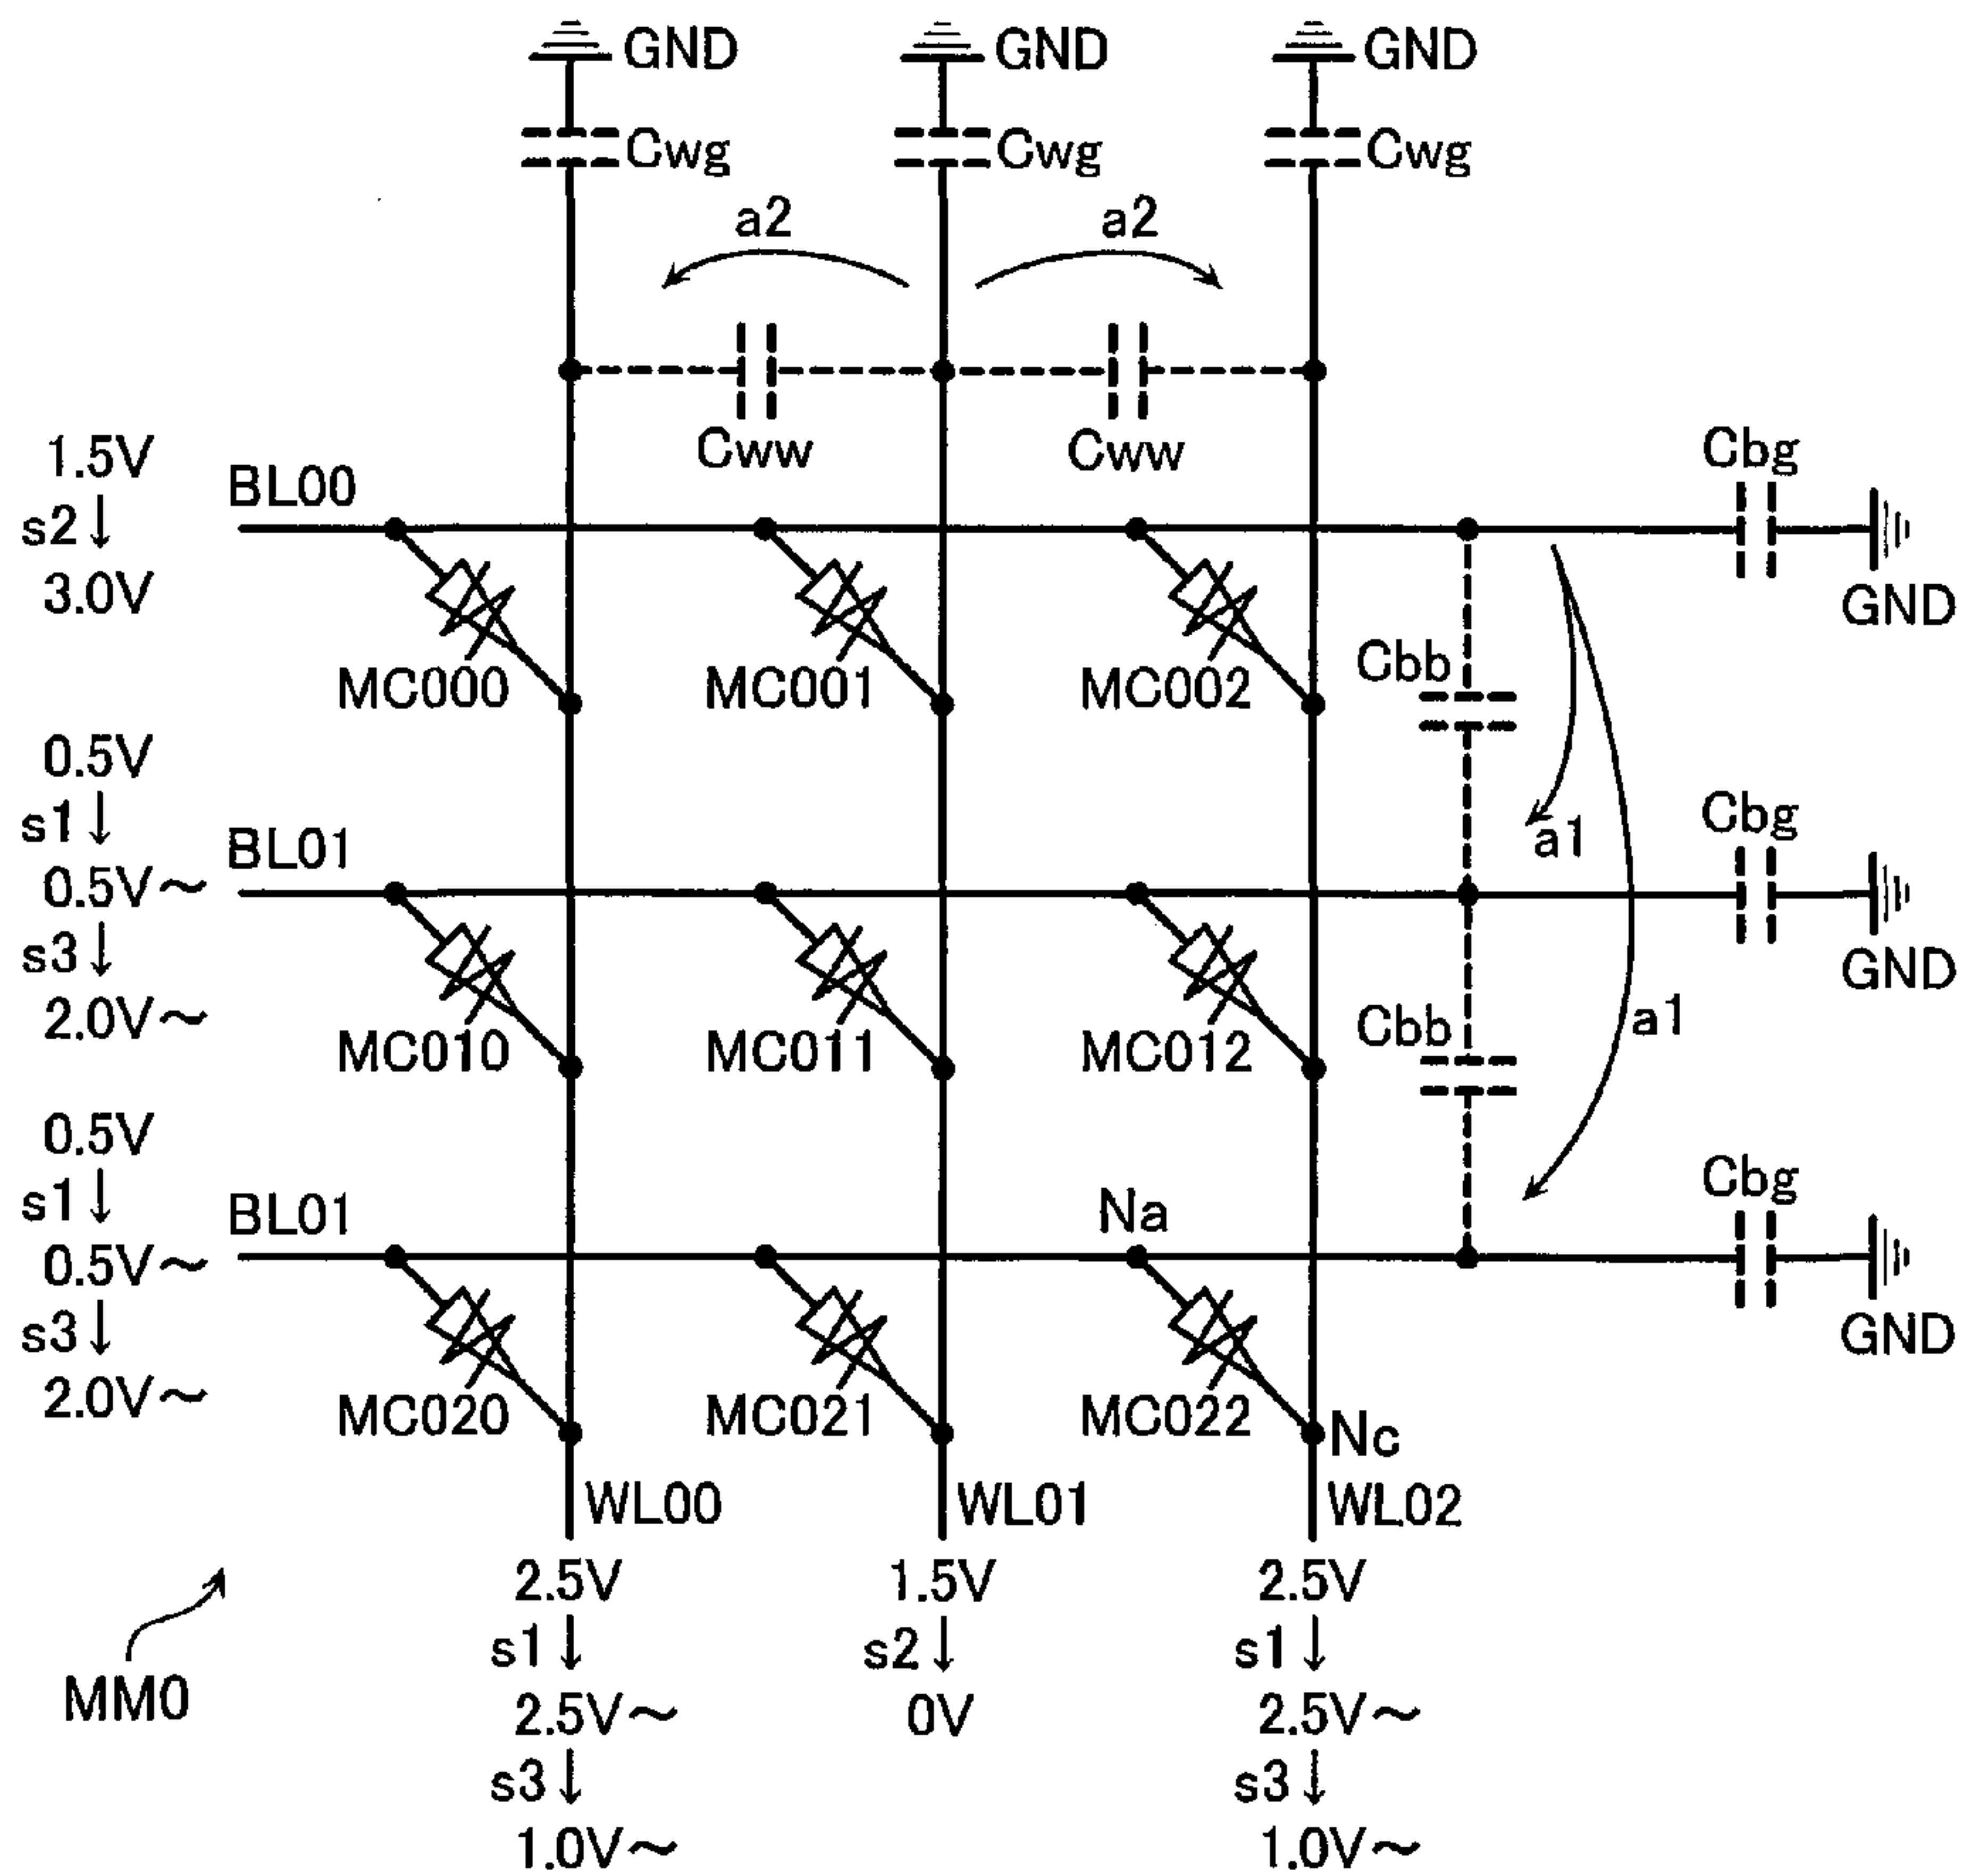 GND GND GND
Cwg Cwg Cwg
a2 a2
Cww Cww
1.5V
s2↓
3.0V
BL00
Cbg
GND
MC000 MC001 MC002
Cbb
a1
0.5V
s1↓
0.5V～
s3↓
2.0V～
BL01
Cbg
GND
MC010 MC011 MC012
Cbb
a1
0.5V
s1↓
0.5V～
s3↓
2.0V～
BL01
Na
Cbg
GND
MC020 MC021 MC022
Nc
WL00 WL01 WL02
2.5V 1.5V 2.5V
s1↓ s2↓ s1↓
2.5V～ 0V 2.5V～
s3↓ s3↓
1.0V～ 1.0V～
MM0